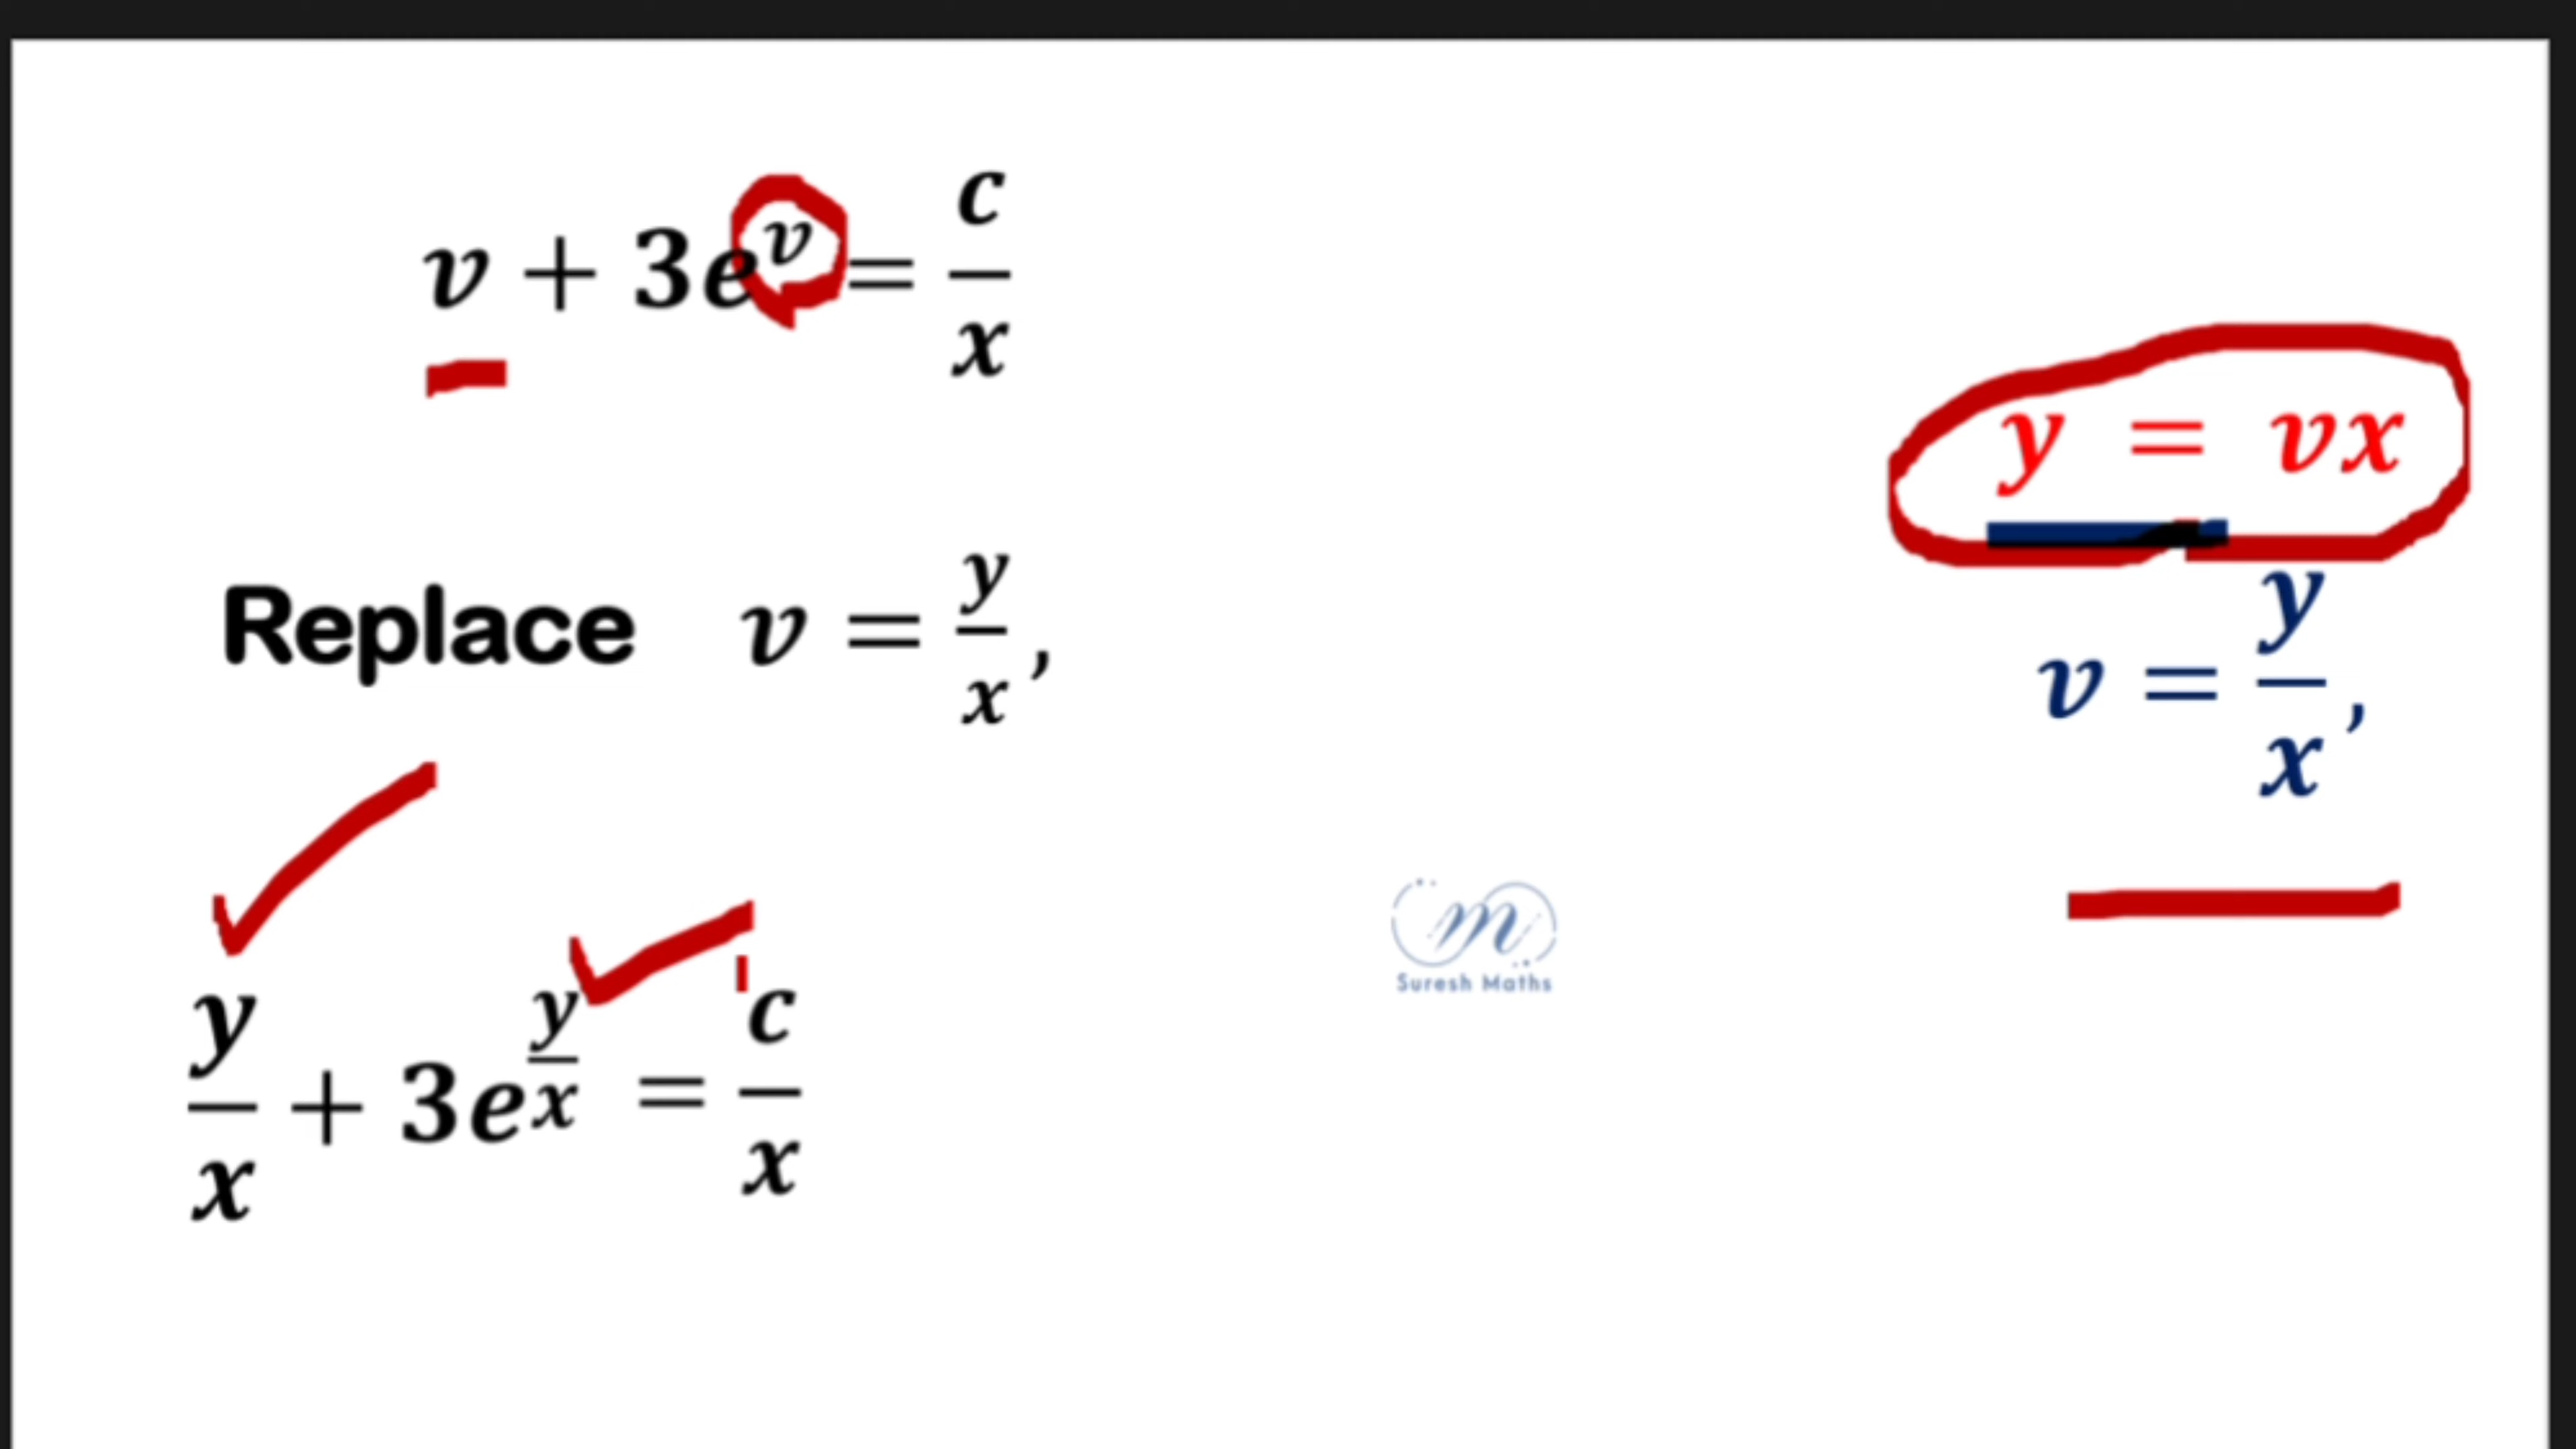 v + 3e^v = c/x
y = vx
Replace v = y/x,
v = y/x,
y/x + 3e^(y/x) = c/x
m
Suresh Maths